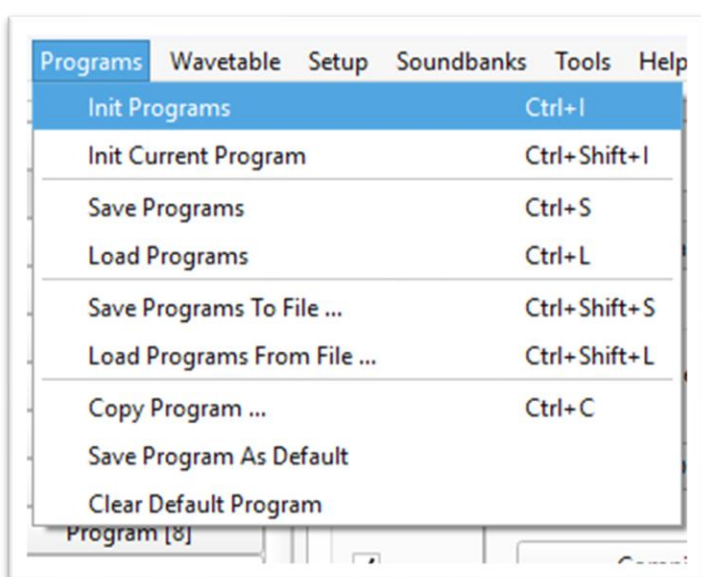 Programs Wavetable Setup Soundbanks Tools Help
Init Programs Ctrl+I
Init Current Program Ctrl+Shift+I
Save Programs Ctrl+S
Load Programs Ctrl+L
Save Programs To File ... Ctrl+Shift+S
Load Programs From File ... Ctrl+Shift+L
Copy Program ... Ctrl+C
Save Program As Default
Clear Default Program
Program [8]